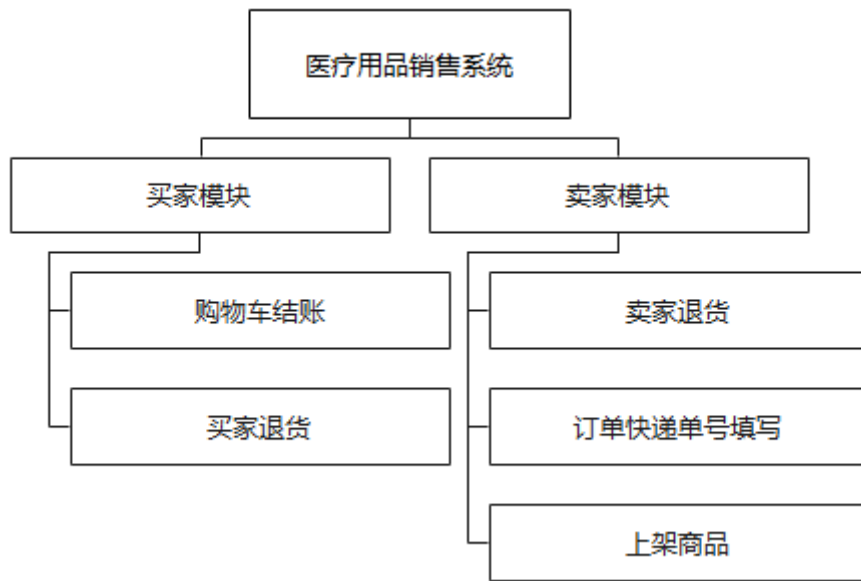 医疗用品销售系统
买家模块
卖家模块
购物车结账
卖家退货
买家退货
订单快递单号填写
上架商品